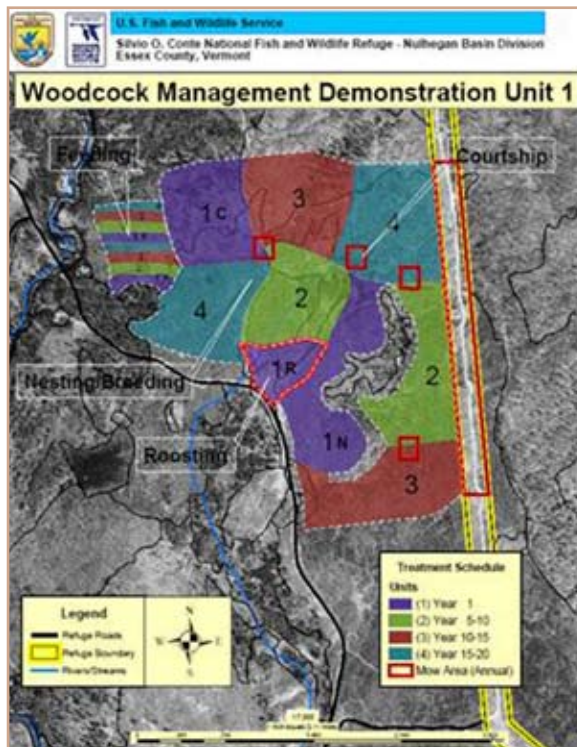 U.S. Fish and Wildlife Service
Silvio O. Conte National Fish and Wildlife Refuge - Nulhegan Basin Division
Essex County, Vermont
Woodcock Management Demonstration Unit 1
Feeding
Courtship
1C
3
4
4
2
1R
2
Nesting/Breeding
1N
Roosting
3
Legend
Refuge Roads
Refuge Boundary
Rivers/Streams
N
W
E
S
Treatment Schedule
Units
(1) Year 1
(2) Year 5-10
(3) Year 10-15
(4) Year 15-20
Mow Area (Annual)